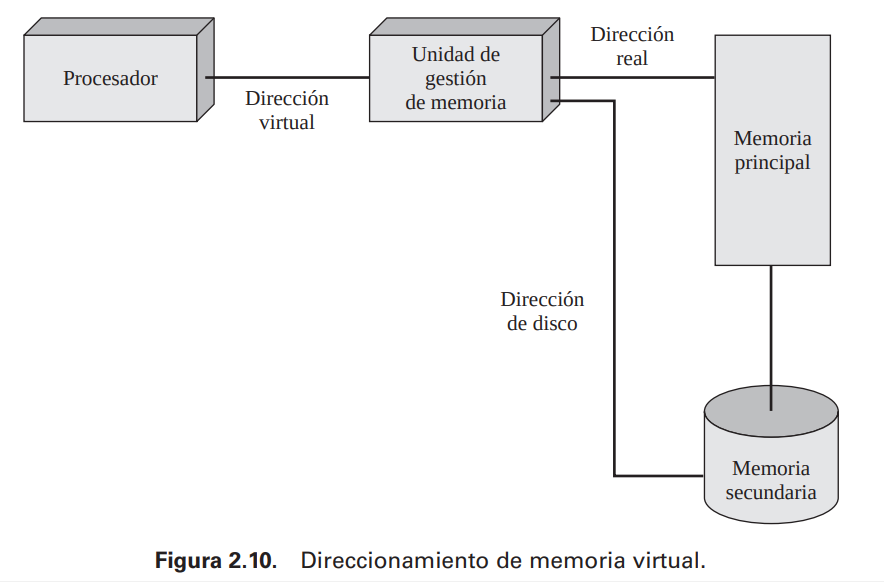 Procesador
Dirección
virtual
Unidad de
gestión
de memoria
Dirección
real
Memoria
principal
Dirección
de disco
Memoria
secundaria
Figura 2.10. Direccionamiento de memoria virtual.